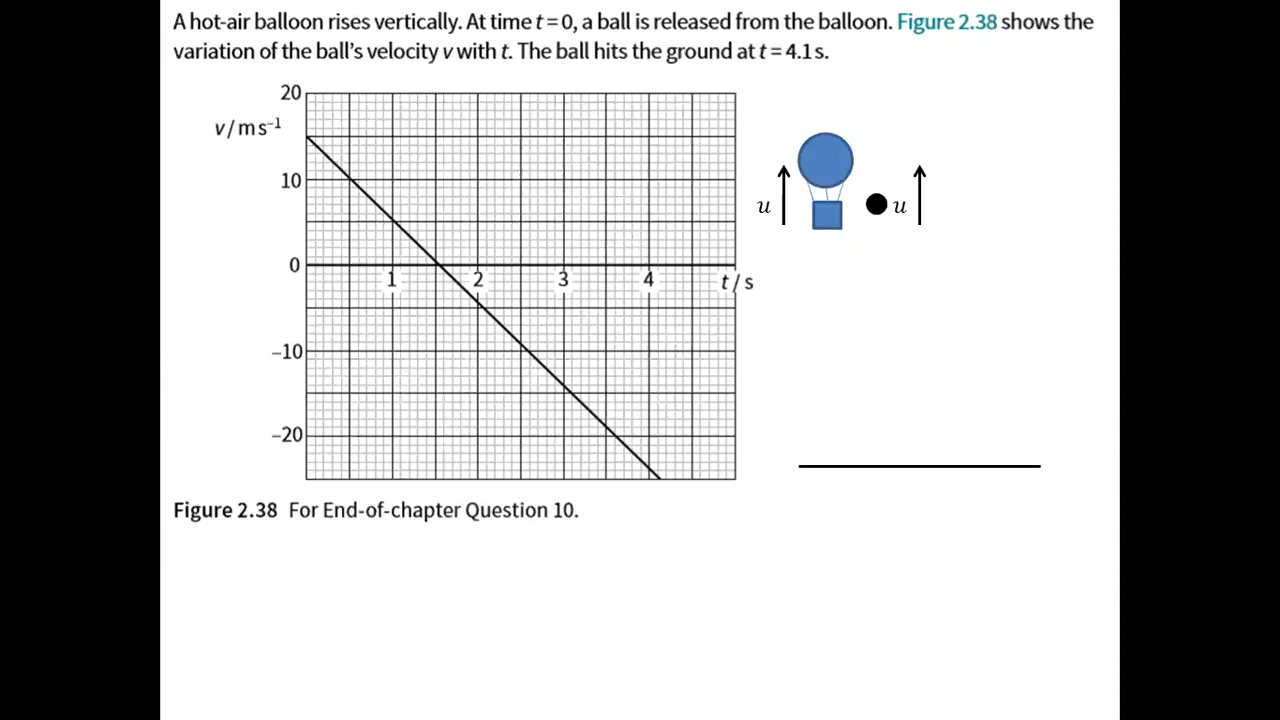 A hot-air balloon rises vertically. At time t = 0, a ball is released from the balloon. Figure 2.38 shows the
variation of the ball's velocity v with t. The ball hits the ground at t = 4.1 s.
20
v / m s⁻¹
10
0
1
2
3
4
t / s
–10
–20
u
u
Figure 2.38 For End-of-chapter Question 10.